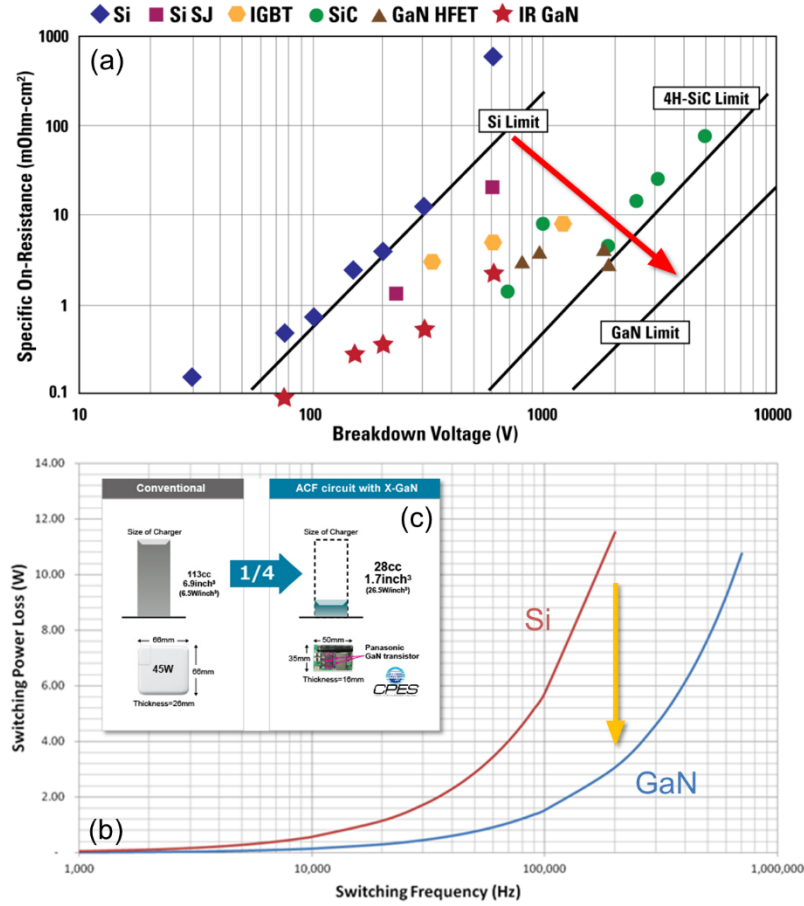 Si Si SJ IGBT SiC GaN HFET IR GaN
(a)
Specific On-Resistance (mOhm-cm²)
1000
100
10
1
0.1
Si Limit
4H-SiC Limit
GaN Limit
10 100 1000 10000
Breakdown Voltage (V)
Switching Power Loss (W)
14.00
12.00
10.00
8.00
6.00
4.00
2.00
-
Conventional
Size of Charger
113cc
6.9inch³
(6.5W/inch³)
66mm
45W
66mm
Thickness=26mm
1/4
ACF circuit with X-GaN
(c)
Size of Charger
28cc
1.7inch³
(26.5W/inch³)
50mm
35mm
Panasonic
GaN transistor
Thickness=16mm
CPES
Si
GaN
(b)
1,000 10,000 100,000 1,000,000
Switching Frequency (Hz)